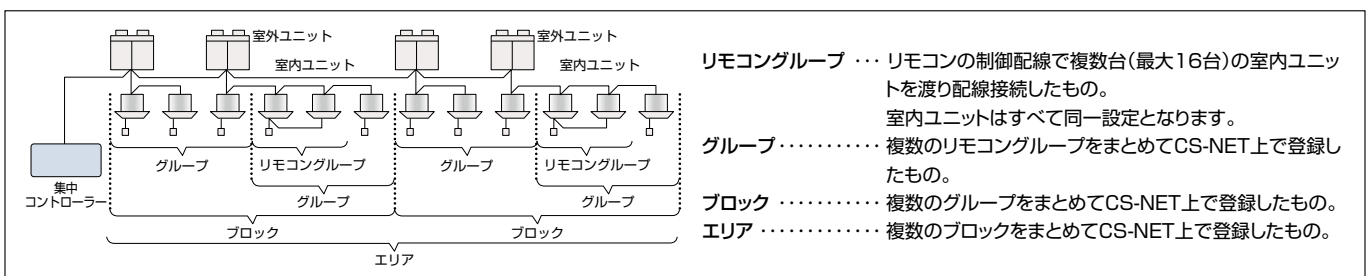 室外ユニット
室外ユニット
室内ユニット
室内ユニット
グループ
リモコングループ
グループ
リモコングループ
集中
コントローラー
グループ
グループ
ブロック
ブロック
エリア
リモコングループ ・・・ リモコンの制御配線で複数台(最大16台)の室内ユニッ
トを渡り配線接続したもの。
室内ユニットはすべて同一設定となります。
グループ・・・・・・・・・・・ 複数のリモコングループをまとめてCS-NET上で登録し
たもの。
ブロック ・・・・・・・・・・・ 複数のグループをまとめてCS-NET上で登録したもの。
エリア ・・・・・・・・・・・・・ 複数のブロックをまとめてCS-NET上で登録したもの。